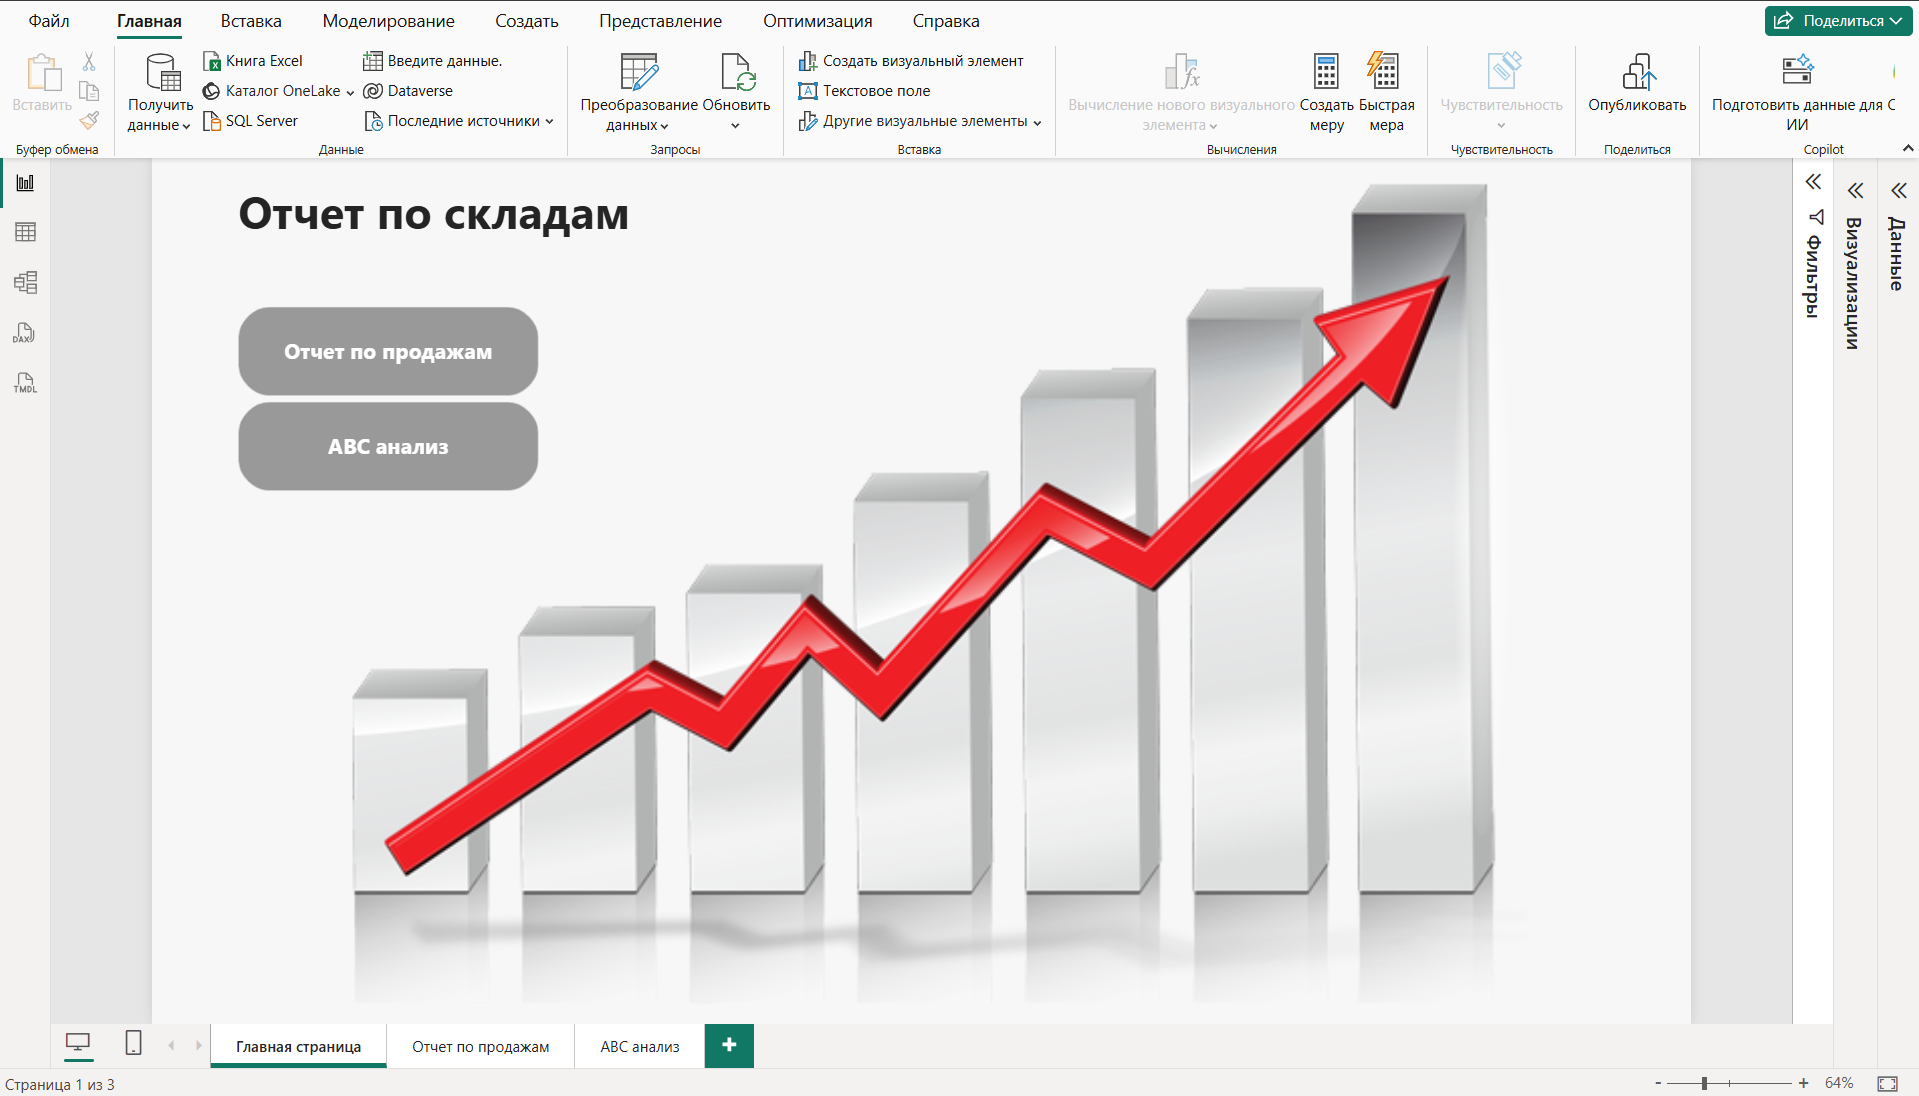 Файл Главная Вставка Моделирование Создать Представление Оптимизация Справка Поделиться
Вставить
Буфер обмена
Получить данные
Книга Excel
Каталог OneLake
SQL Server
Введите данные.
Dataverse
Последние источники
Данные
Преобразование данных
Обновить
Запросы
Создать визуальный элемент
Текстовое поле
Другие визуальные элементы
Вставка
Вычисление нового визуального элемента
Создать меру
Быстрая мера
Вычисления
Чувствительность
Чувствительность
Опубликовать
Поделиться
Подготовить данные для С
ИИ
Copilot
DAX
TMDL
Отчет по складам
Отчет по продажам
ABC анализ
Фильтры
Визуализации
Данные
Главная страница Отчет по продажам ABC анализ +
Страница 1 из 3
- + 64%